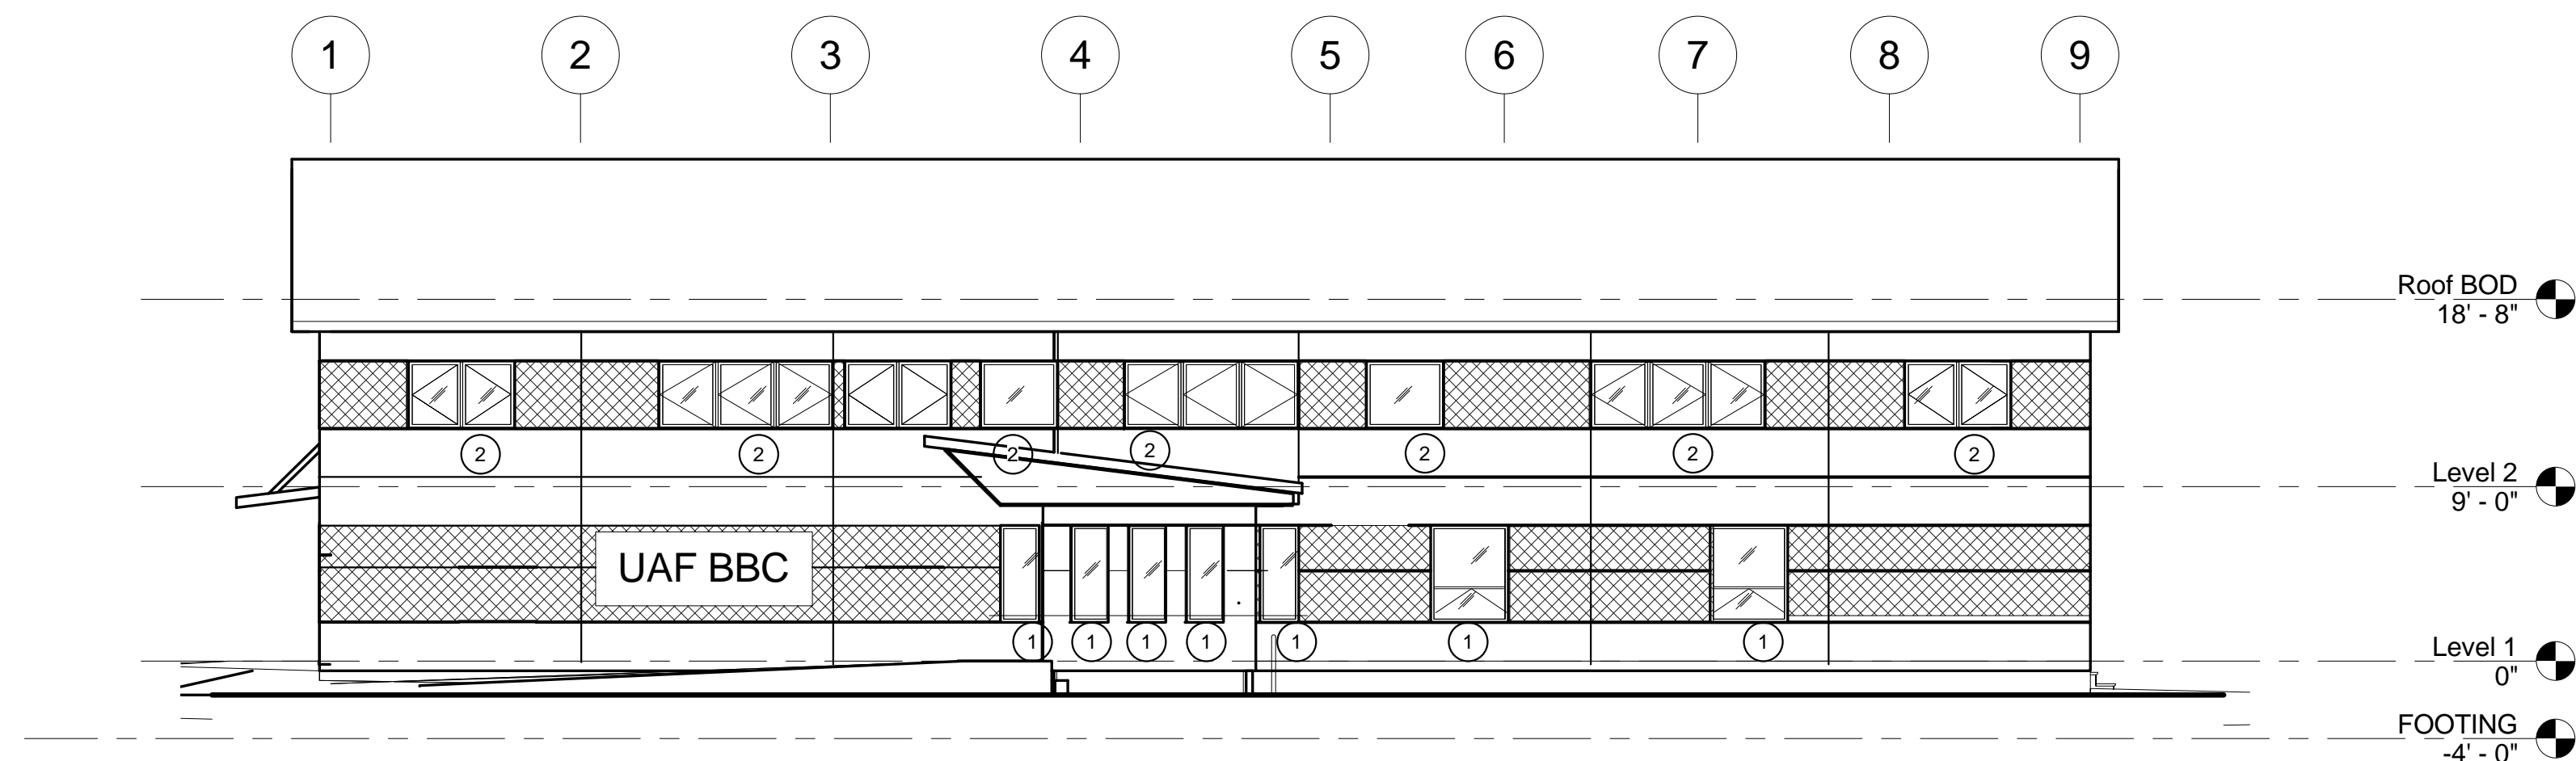 1 2 3 4 5 6 7 8 9
Roof BOD
18' - 8"
2 2 2 2 2 2 2
Level 2
9' - 0"
UAF BBC
1 1 1 1 1 1 1
Level 1
0"
FOOTING
-4' - 0"